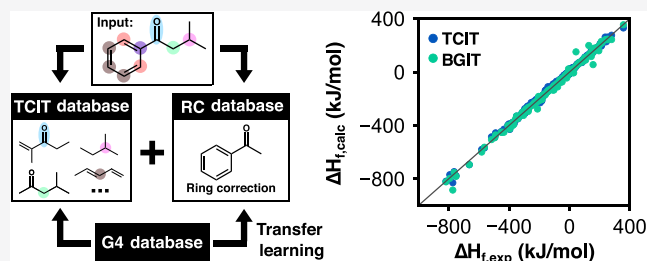 Input:
O
TCIT database
RC database
O
O
...
+
O
Ring correction
G4 database
Transfer
learning
TCIT
BGIT
ΔHf,calc
(kJ/mol)
400
0
−400
−800
−800
−400
0
400
ΔHf,exp
(kJ/mol)